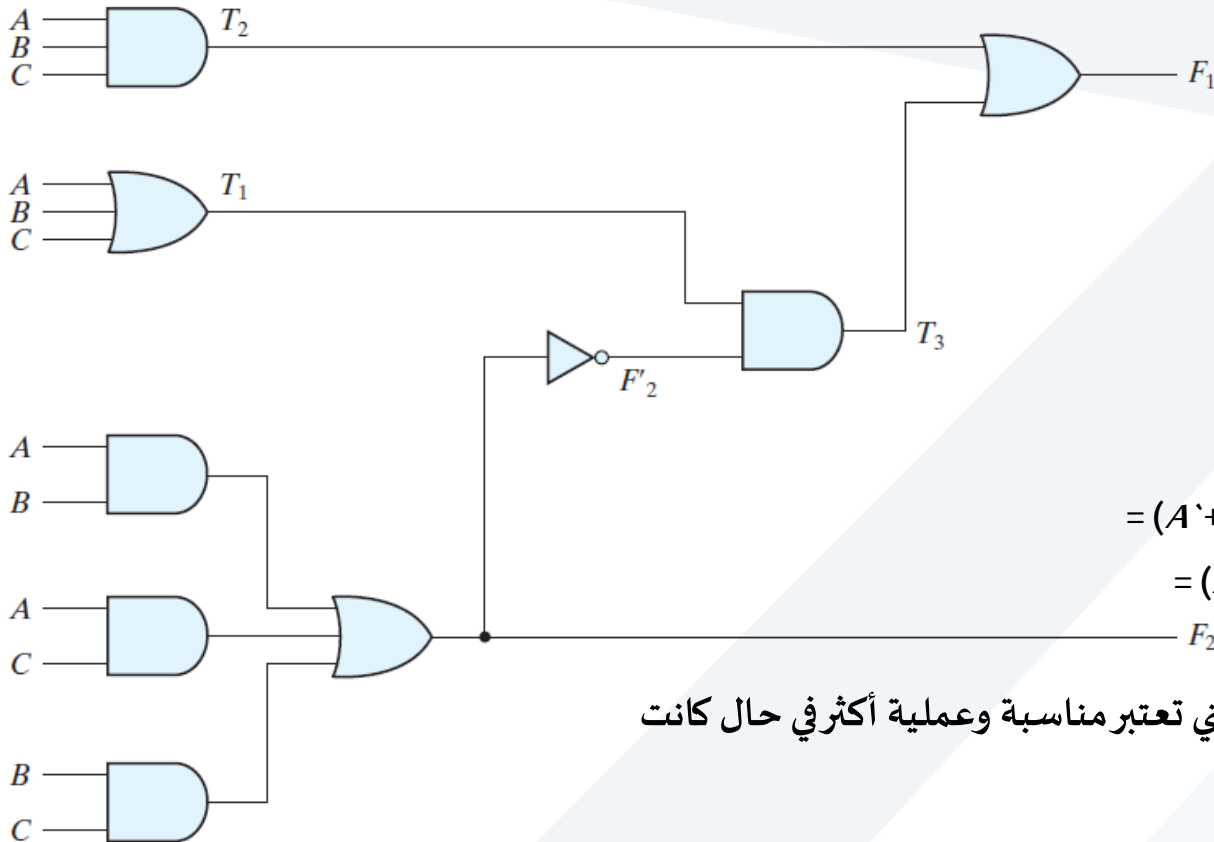 A
B
C
T₂
F₁
A
B
C
T₁
T₃
F'₂
A
B
= (A`+
A
C
= (
F₂
تعتبر مناسبة وعملية أكثر في حال كانت
B
C